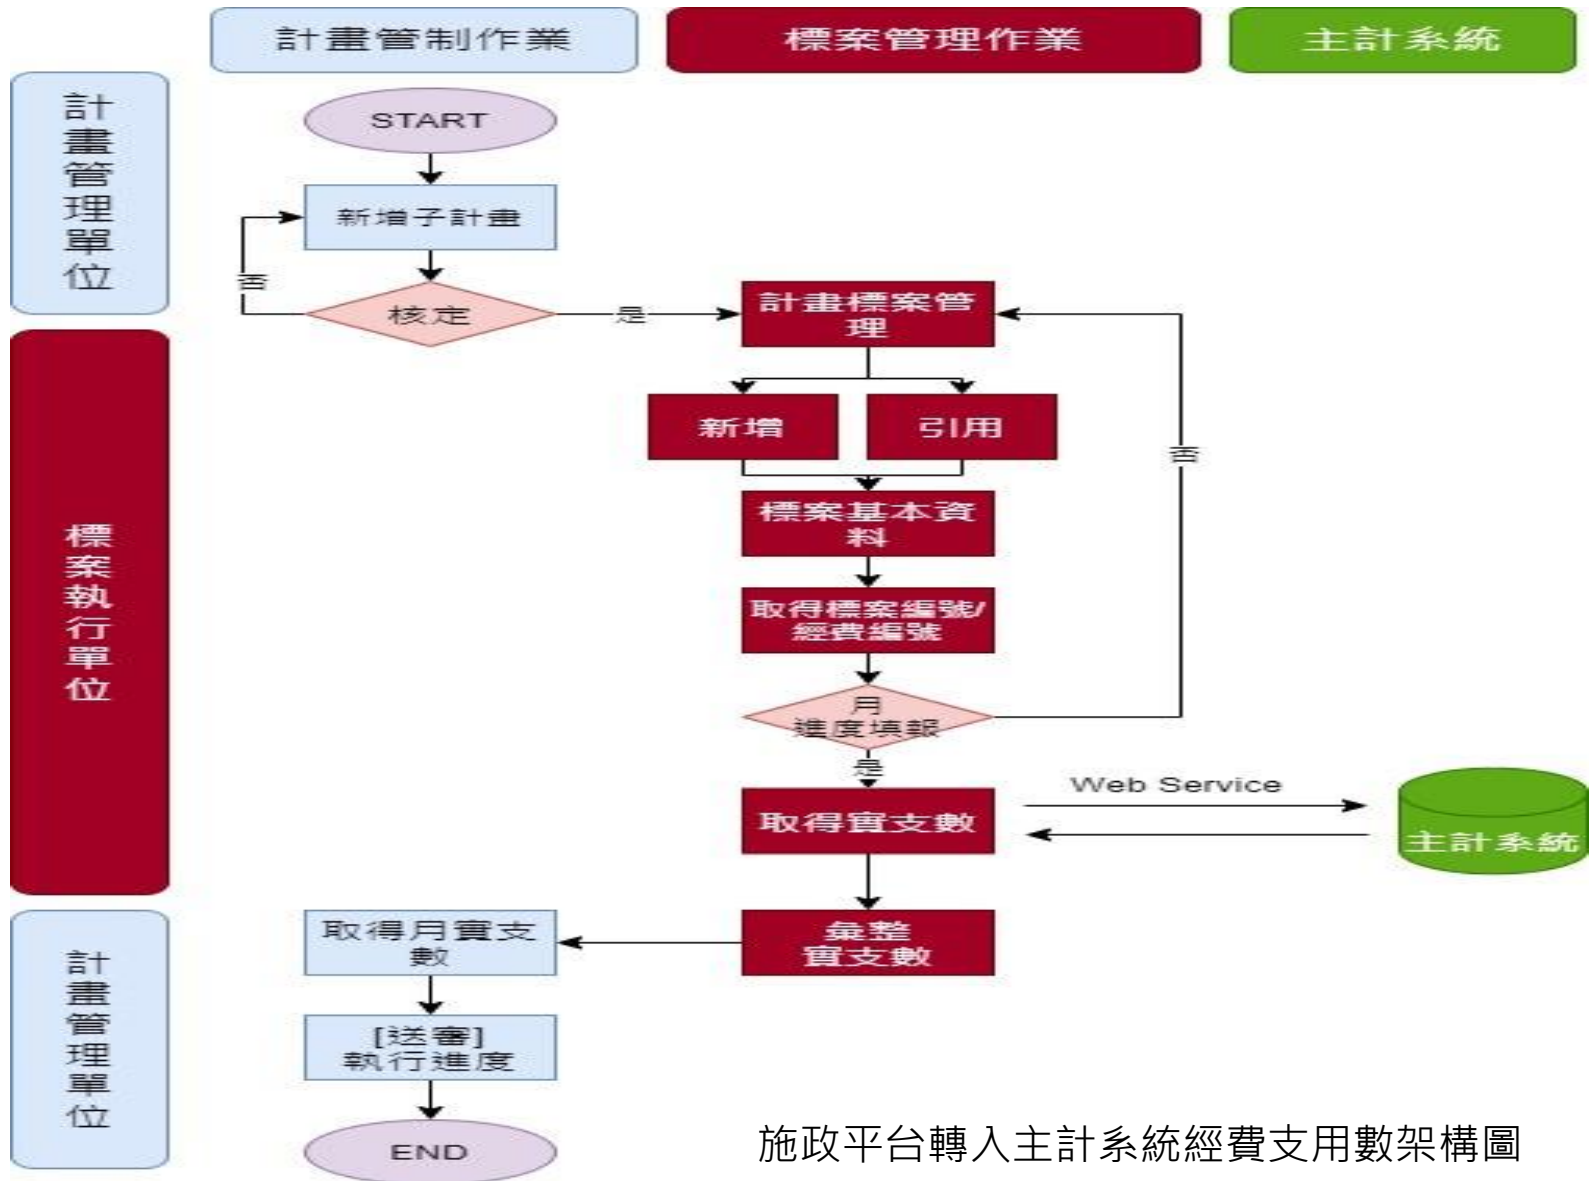 計畫管制作業
標案管理作業
主計系統
計畫管理單位
START
新增子計畫
否
核定
是
計畫標案管
理
新增
引用
否
標案執行單位
標案基本資
料
取得標案編號/
經費編號
月
進度填報
是
Web Service
取得實支數
主計系統
計畫管理單位
取得月實支
數
彙整
實支數
[送審]
執行進度
END
施政平台轉入主計系統經費支用數架構圖